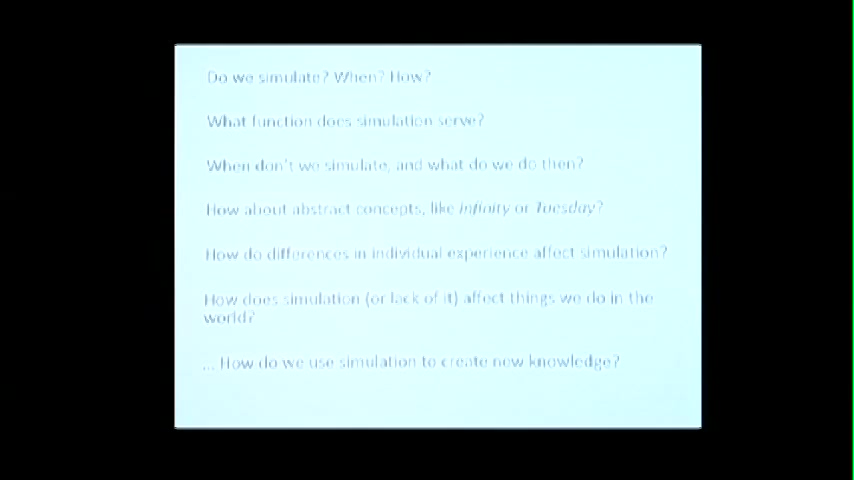 Do we simulate? When? How?
What function does simulation serve?
When don't we simulate, and what do we do then?
How about abstract concepts, like Infinity or Tuesday?
How do differences in individual experience affect simulation?
How does simulation (or lack of it) affect things we do in the
world?
... How do we use simulation to create new knowledge?